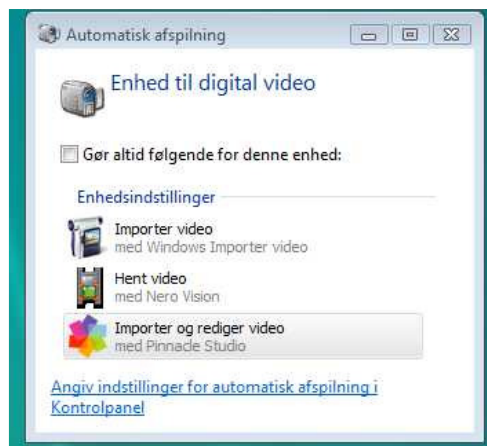 Automatisk afspilning
Enhed til digital video
Gør altid følgende for denne enhed:
Enhedsindstillinger
Importer video
med Windows Importer video
Hent video
med Nero Vision
Importer og rediger video
med Pinnacle Studio
Angiv indstillinger for automatisk afspilning i
Kontrolpanel